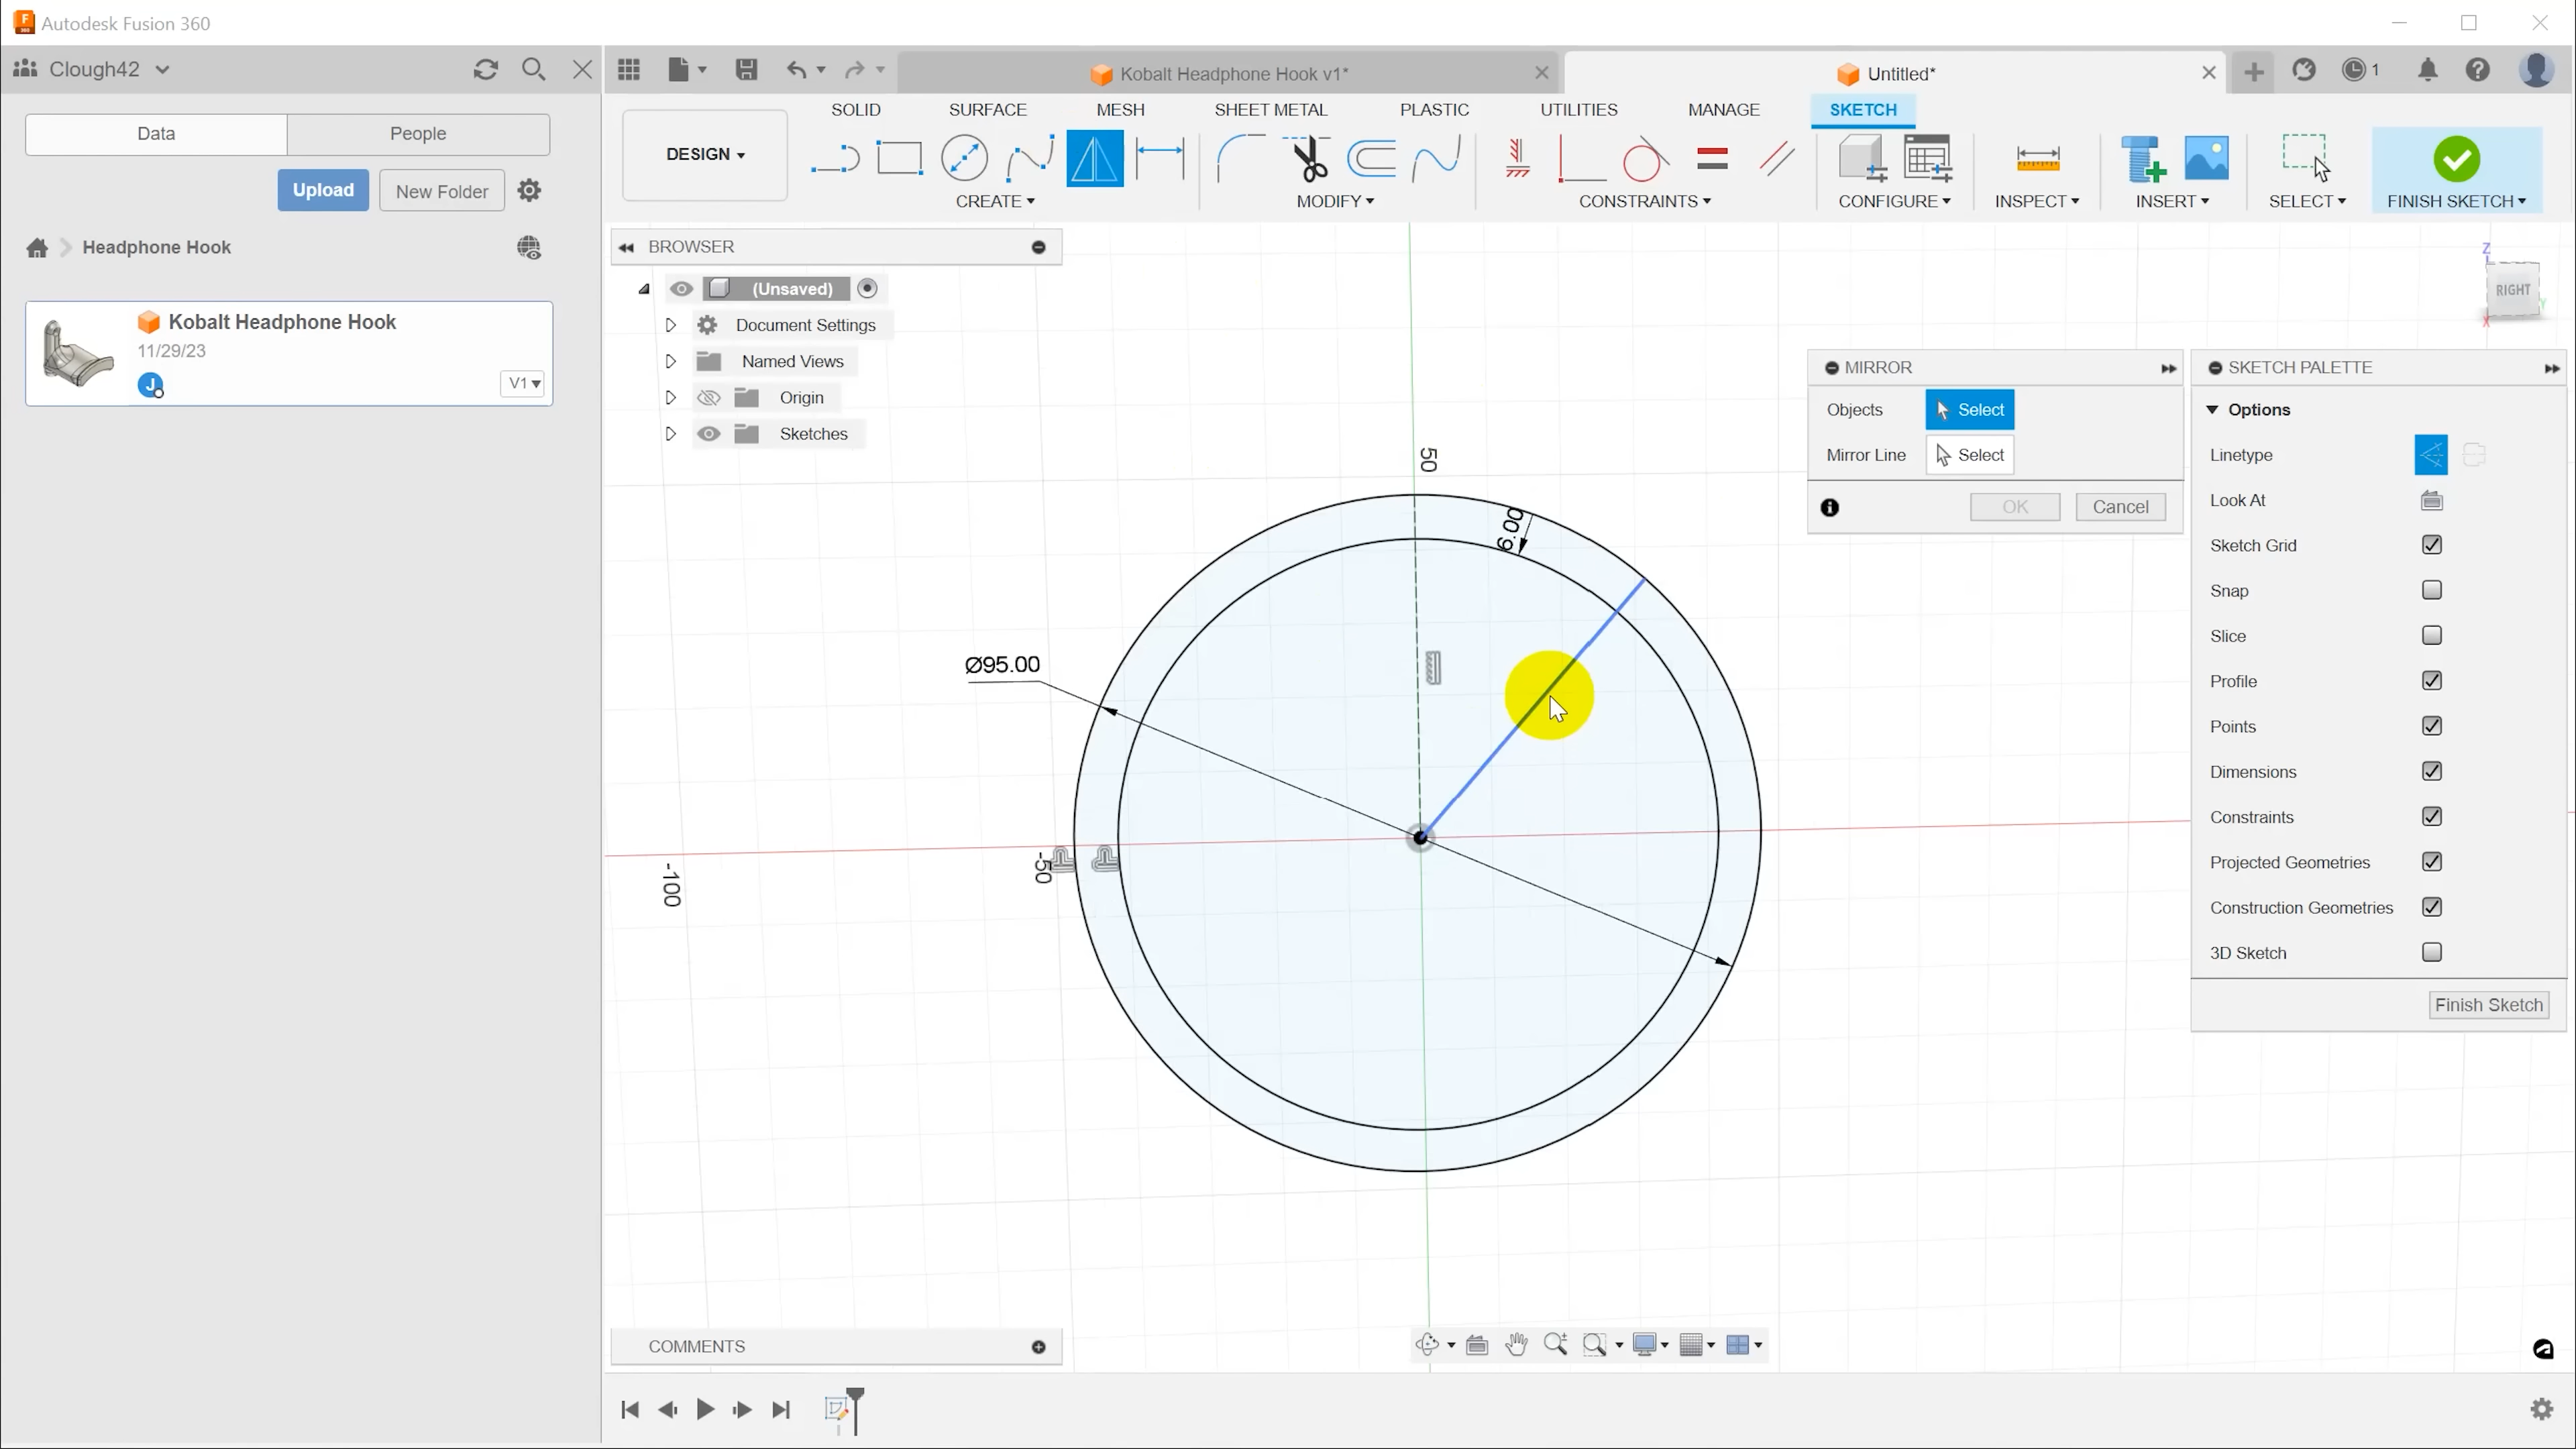 Autodesk Fusion 360
Clough42
Kobalt Headphone Hook v1*
Untitled*
1
Data
People
Upload
New Folder
Headphone Hook
Kobalt Headphone Hook
11/29/23
J
V1
DESIGN
SOLID
SURFACE
MESH
SHEET METAL
PLASTIC
UTILITIES
MANAGE
SKETCH
CREATE
MODIFY
CONSTRAINTS
CONFIGURE
INSPECT
INSERT
SELECT
FINISH SKETCH
BROWSER
(Unsaved)
Document Settings
Named Views
Origin
Sketches
Z
RIGHT
Y
X
MIRROR
Objects
Select
Mirror Line
Select
OK
Cancel
SKETCH PALETTE
Options
Linetype
Look At
Sketch Grid
Snap
Slice
Profile
Points
Dimensions
Constraints
Projected Geometries
Construction Geometries
3D Sketch
Finish Sketch
50
6.00
Ø95.00
-50
-100
COMMENTS